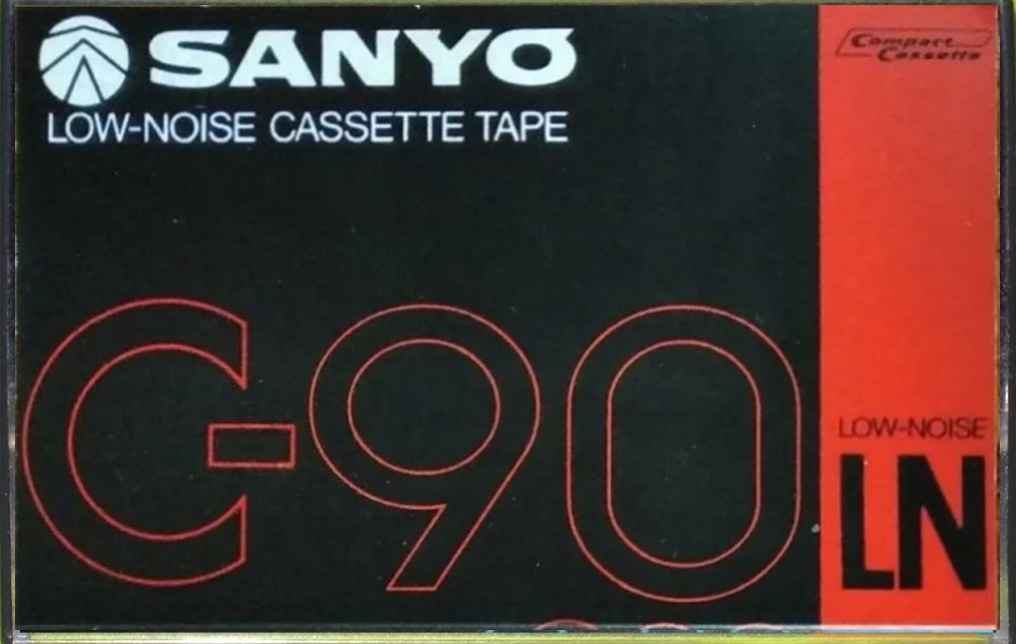 SANYO
LOW-NOISE CASSETTE TAPE
Compact
Cassette
C-90
LOW-NOISE
LN